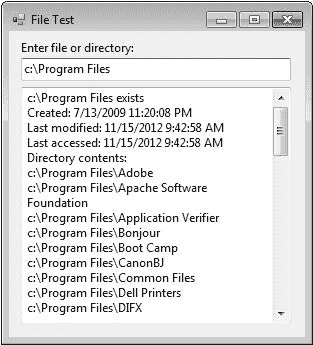 File Test
Enter file or directory:
c:\Program Files
c:\Program Files exists
Created: 7/13/2009 11:20:08 PM
Last modified: 11/15/2012 9:42:58 AM
Last accessed: 11/15/2012 9:42:58 AM
Directory contents:
c:\Program Files\Adobe
c:\Program Files\Apache Software
Foundation
c:\Program Files\Application Verifier
c:\Program Files\Bonjour
c:\Program Files\Boot Camp
c:\Program Files\CanonBJ
c:\Program Files\Common Files
c:\Program Files\Dell Printers
c:\Program Files\DIFX